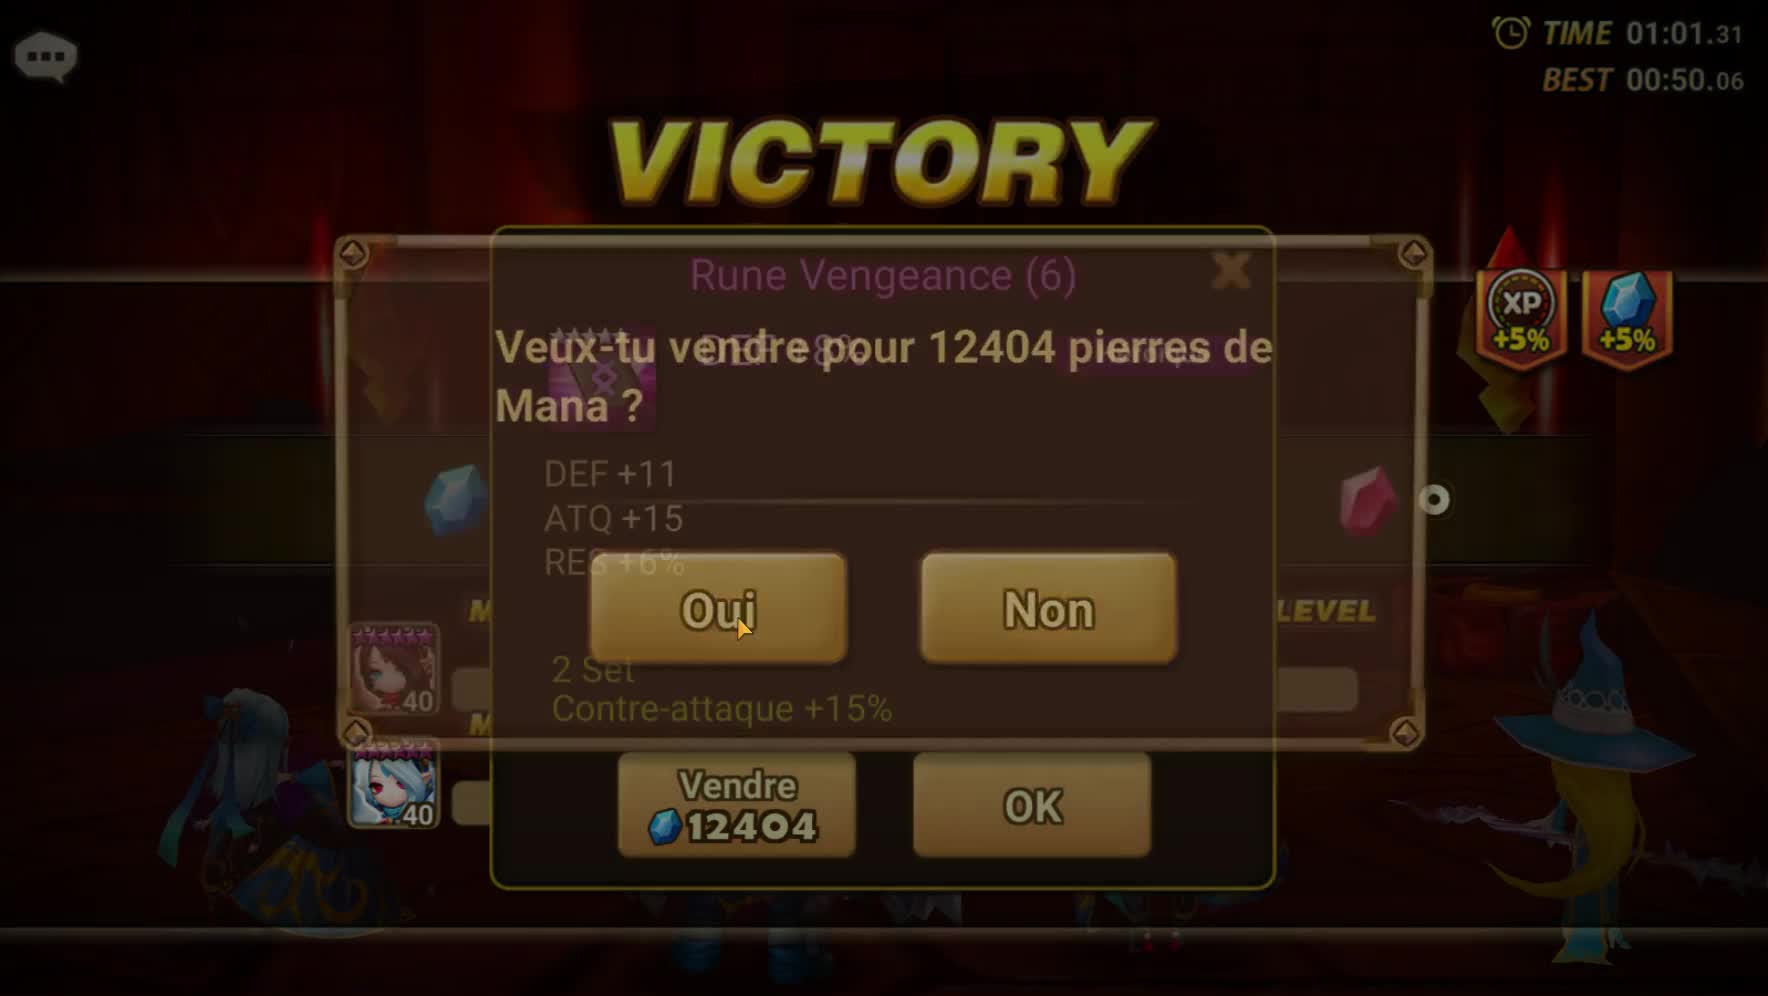 TIME 01:01.31
BEST 00:50.06
VICTORY
Rune Vengeance (6)
XP
+5%
+5%
Veux-tu vendre pour 12404 pierres de
Mana ?
DEF +11
ATQ +15
RES +6%
Oui
Non
LEVEL
2 Set
Contre-attaque +15%
40
40
Vendre
12404
OK